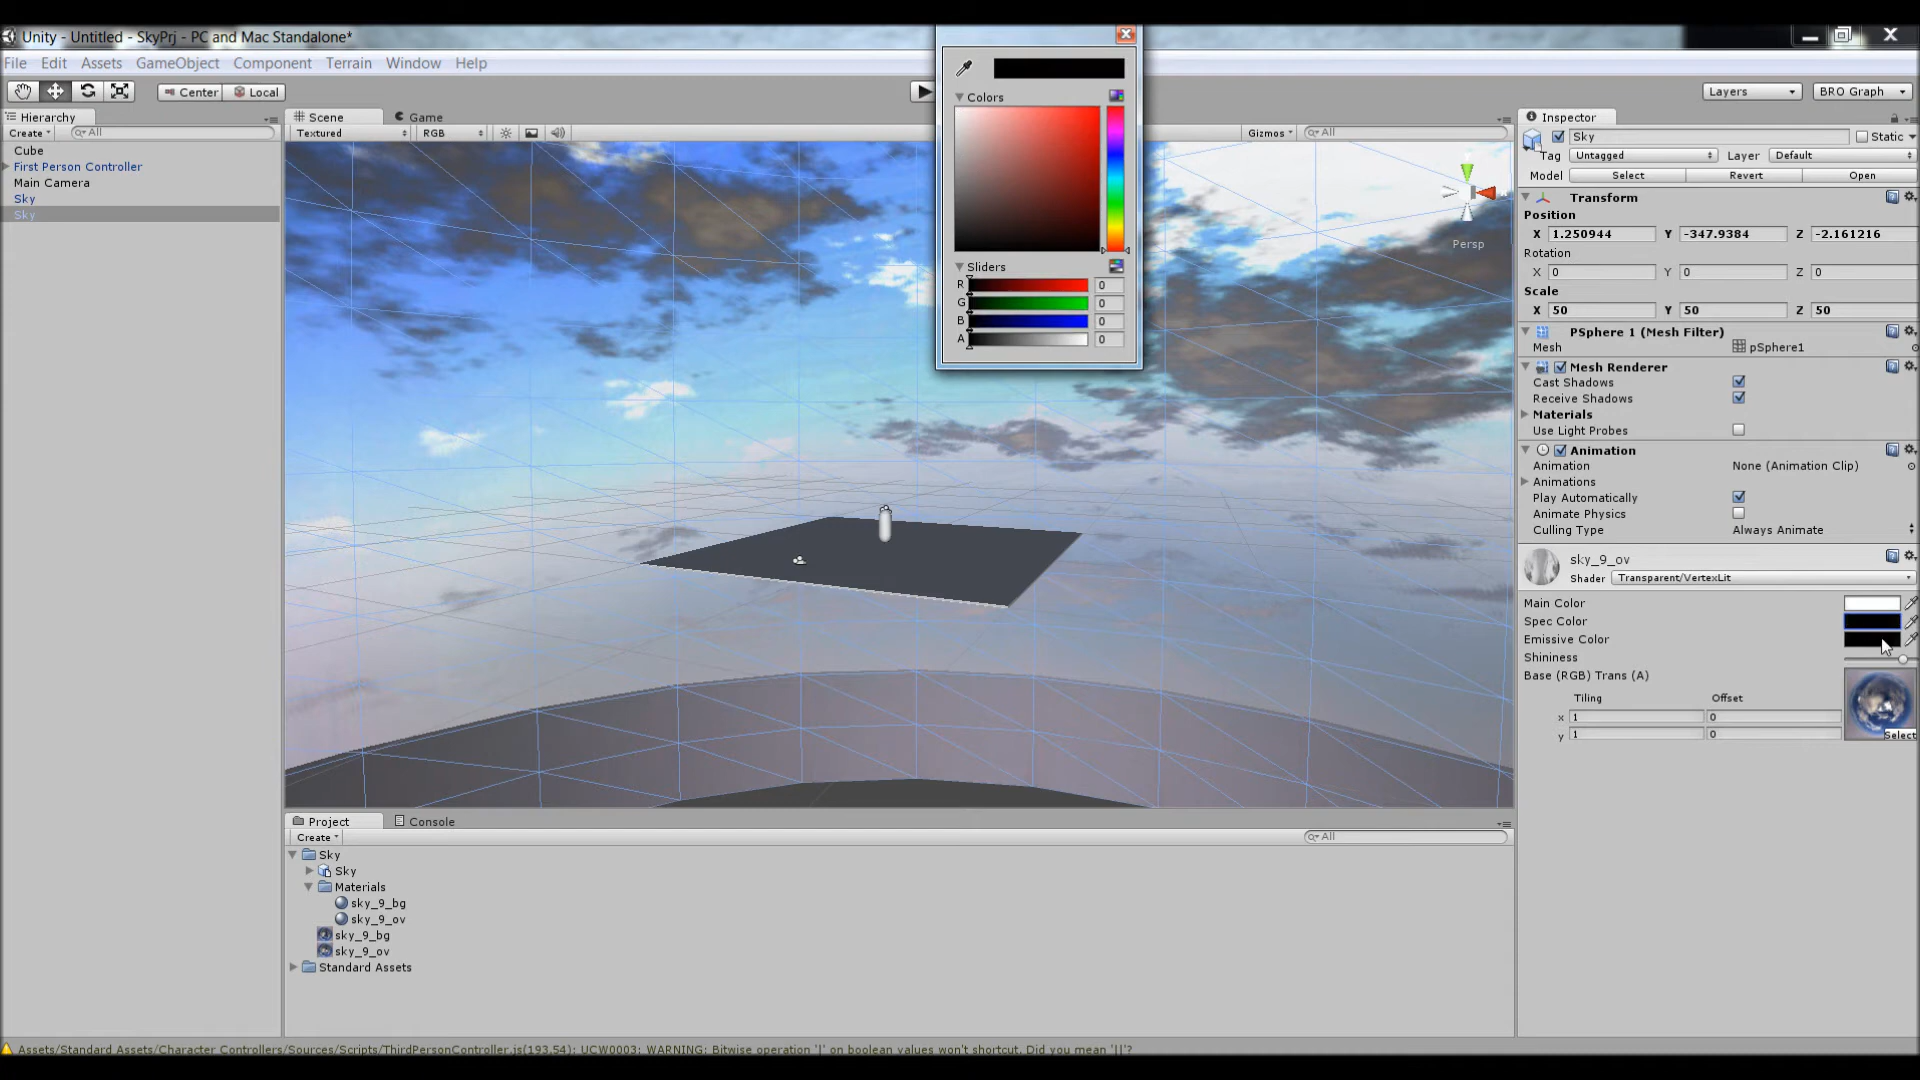 Unity - Untitled - SkyPrj - PC and Mac Standalone*
File Edit Assets GameObject Component Terrain Window Help
Center Local
Layers BRO Graph
Hierarchy
Create All
Cube
First Person Controller
Main Camera
Sky
Sky
Scene Game
Textured RGB
Gizmos All
Persp
Colors
Sliders
R 0
G 0
B 0
A 0
Inspector
Sky Static
Tag Untagged Layer Default
Model Select Revert Open
Transform
Position
X 1.250944 Y -347.9384 Z -2.161216
Rotation
X 0 Y 0 Z 0
Scale
X 50 Y 50 Z 50
PSphere 1 (Mesh Filter)
Mesh pSphere1
Mesh Renderer
Cast Shadows
Receive Shadows
Materials
Use Light Probes
Animation
Animation None (Animation Clip)
Animations
Play Automatically
Animate Physics
Culling Type Always Animate
sky_9_ov
Shader Transparent/VertexLit
Main Color
Spec Color
Emissive Color
Shininess
Base (RGB) Trans (A)
Tiling Offset
x 1 0
y 1 0
Select
Project Console
Create All
Sky
Sky
Materials
sky_9_bg
sky_9_ov
sky_9_bg
sky_9_ov
Standard Assets
Assets/Standard Assets/Character Controllers/Sources/Scripts/ThirdPersonController.js(193,54): UCW0003: WARNING: Bitwise operation '|' on boolean values won't shortcut. Did you mean '||'?